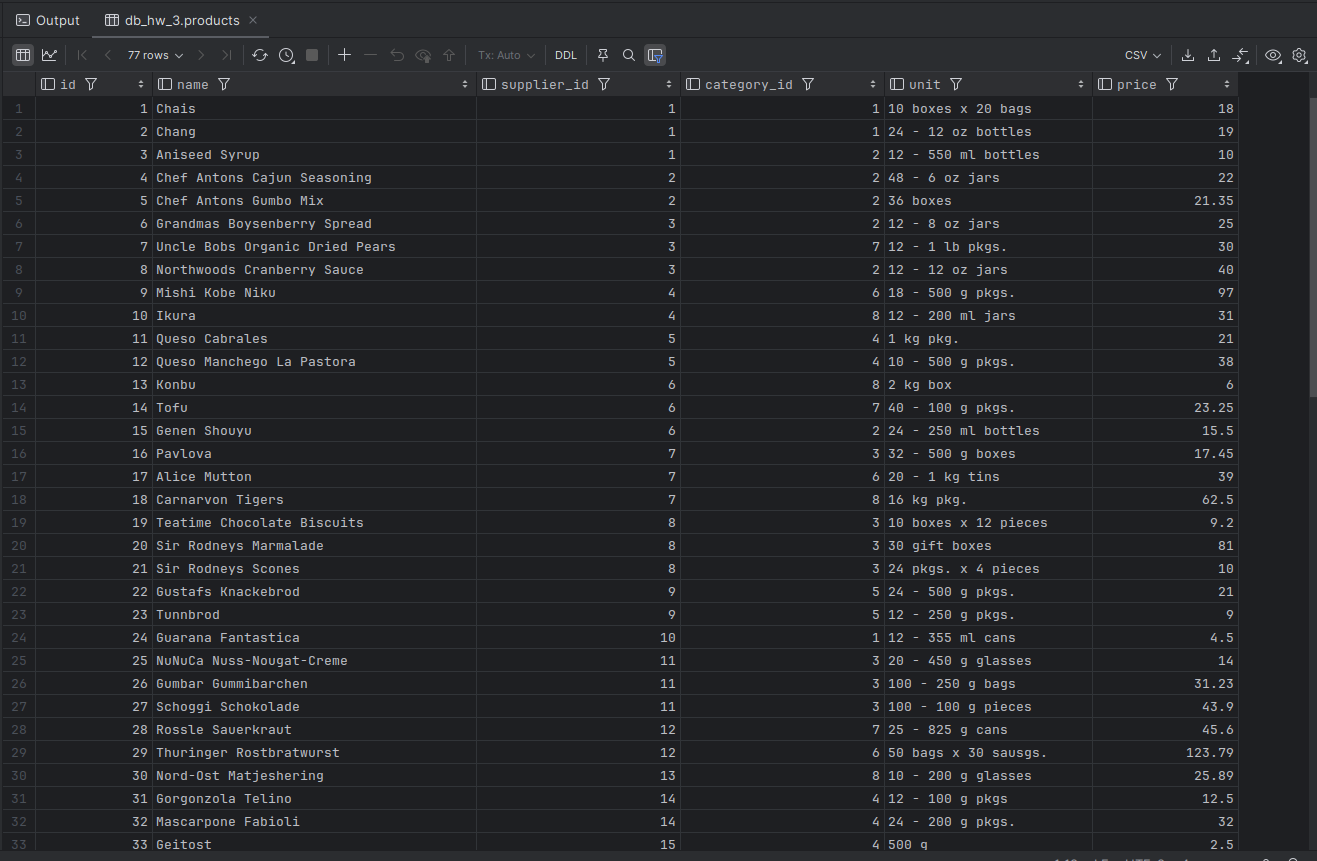 Output db_hw_3.products
77 rows Tx: Auto DDL CSV
id name supplier_id category_id unit price
1 1 Chais 1 1 10 boxes x 20 bags 18
2 2 Chang 1 1 24 - 12 oz bottles 19
3 3 Aniseed Syrup 1 2 12 - 550 ml bottles 10
4 4 Chef Antons Cajun Seasoning 2 2 48 - 6 oz jars 22
5 5 Chef Antons Gumbo Mix 2 2 36 boxes 21.35
6 6 Grandmas Boysenberry Spread 3 2 12 - 8 oz jars 25
7 7 Uncle Bobs Organic Dried Pears 3 7 12 - 1 lb pkgs. 30
8 8 Northwoods Cranberry Sauce 3 2 12 - 12 oz jars 40
9 9 Mishi Kobe Niku 4 6 18 - 500 g pkgs. 97
10 10 Ikura 4 8 12 - 200 ml jars 31
11 11 Queso Cabrales 5 4 1 kg pkg. 21
12 12 Queso Manchego La Pastora 5 4 10 - 500 g pkgs. 38
13 13 Konbu 6 8 2 kg box 6
14 14 Tofu 6 7 40 - 100 g pkgs. 23.25
15 15 Genen Shouyu 6 2 24 - 250 ml bottles 15.5
16 16 Pavlova 7 3 32 - 500 g boxes 17.45
17 17 Alice Mutton 7 6 20 - 1 kg tins 39
18 18 Carnarvon Tigers 7 8 16 kg pkg. 62.5
19 19 Teatime Chocolate Biscuits 8 3 10 boxes x 12 pieces 9.2
20 20 Sir Rodneys Marmalade 8 3 30 gift boxes 81
21 21 Sir Rodneys Scones 8 3 24 pkgs. x 4 pieces 10
22 22 Gustafs Knackebrod 9 5 24 - 500 g pkgs. 21
23 23 Tunnbrod 9 5 12 - 250 g pkgs. 9
24 24 Guarana Fantastica 10 1 12 - 355 ml cans 4.5
25 25 NuNuCa Nuss-Nougat-Creme 11 3 20 - 450 g glasses 14
26 26 Gumbar Gummibarchen 11 3 100 - 250 g bags 31.23
27 27 Schoggi Schokolade 11 3 100 - 100 g pieces 43.9
28 28 Rossle Sauerkraut 12 7 25 - 825 g cans 45.6
29 29 Thuringer Rostbratwurst 12 6 50 bags x 30 sausgs. 123.79
30 30 Nord-Ost Matjeshering 13 8 10 - 200 g glasses 25.89
31 31 Gorgonzola Telino 14 4 12 - 100 g pkgs 12.5
32 32 Mascarpone Fabioli 14 4 24 - 200 g pkgs. 32
33 33 Geitost 15 4 500 g 2.5